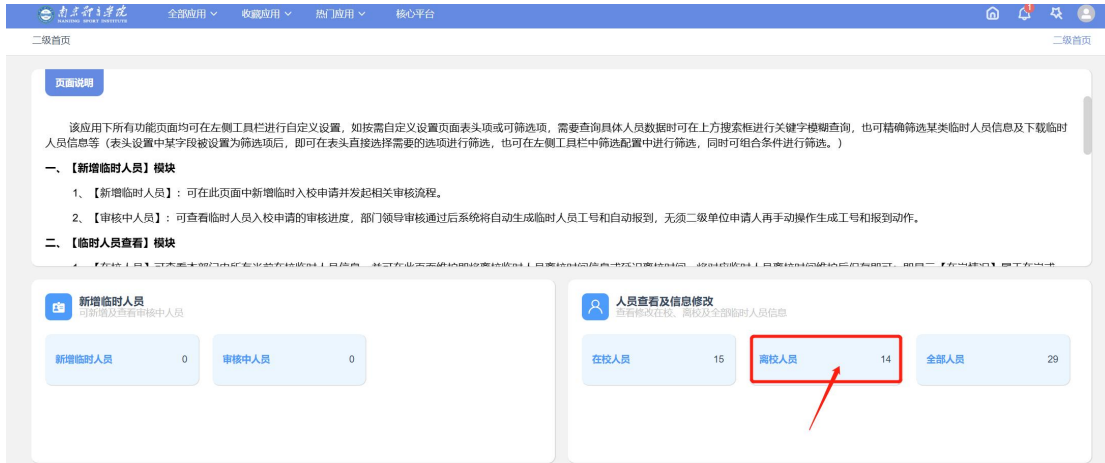 南京体育学院
NANJING SPORT INSTITUTE
全部应用
收藏应用
热门应用
核心平台
1
二级首页
二级首页
页面说明
该应用下所有功能页面均可在左侧工具栏进行自定义设置，如按需自定义设置页面表头项或可筛选项，需要查询具体人员数据时可在上方搜索框进行关键字模糊查询，也可精确筛选某类临时人员信息及下载临时
人员信息等（表头设置中某字段被设置为筛选项后，即可在表头直接选择需要的选项进行筛选，也可在左侧工具栏中筛选配置中进行筛选，同时可组合条件进行筛选。）
一、【新增临时人员】模块
1、【新增临时人员】：可在此页面中新增临时入校申请并发起相关审核流程。
2、【审核中人员】：可查看临时人员入校申请的审核进度，部门领导审核通过后系统将自动生成临时人员工号和自动报到，无须二级单位申请人再手动操作生成工号和报到动作。
二、【临时人员查看】模块
新增临时人员
可新增及查看审核中人员
新增临时人员 0
审核中人员 0
人员查看及信息修改
查看修改在校、离校及全部临时人员信息
在校人员 15
离校人员 14
全部人员 29